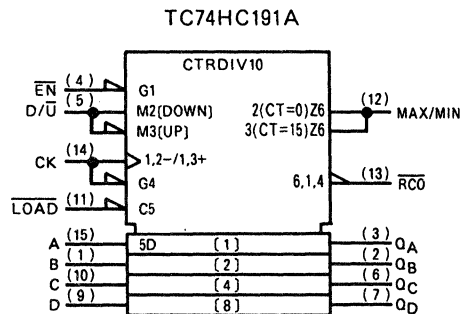 TC74HC191A
CTRDIV10
EN (4) G1
D/U (5) M2[DOWN] 2(CT=0)Z6 (12) MAX/MIN
M3[UP] 3(CT=15)Z6
CK (14) 1,2-/1,3+
G4 6,1,4 (13) RCO
LOAD (11) C5
A (15) 5D [1] (3) QA
B (1) [2] (2) QB
C (10) [4] (6) QC
D (9) [8] (7) QD